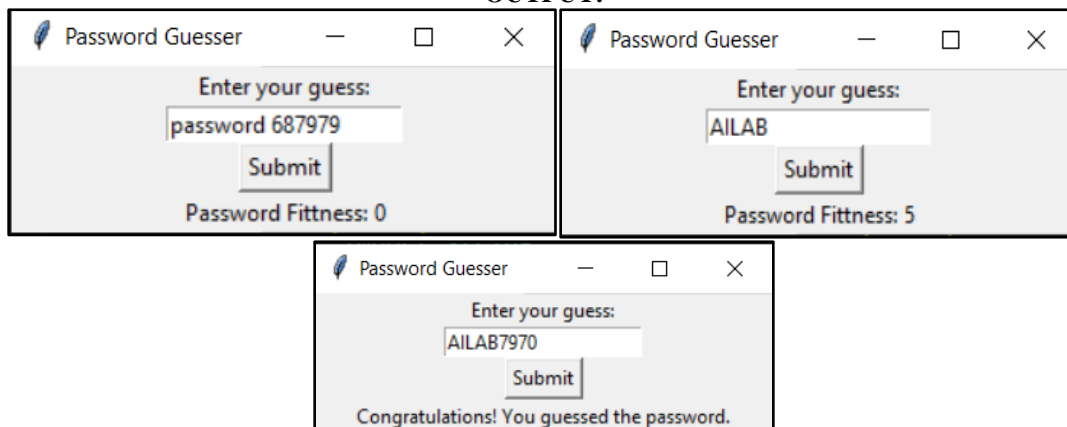 Password Guesser
Enter your guess:
password 687979
Submit
Password Fittness: 0
Password Guesser
Enter your guess:
AILAB
Submit
Password Fittness: 5
Password Guesser
Enter your guess:
AILAB7970
Submit
Congratulations! You guessed the password.